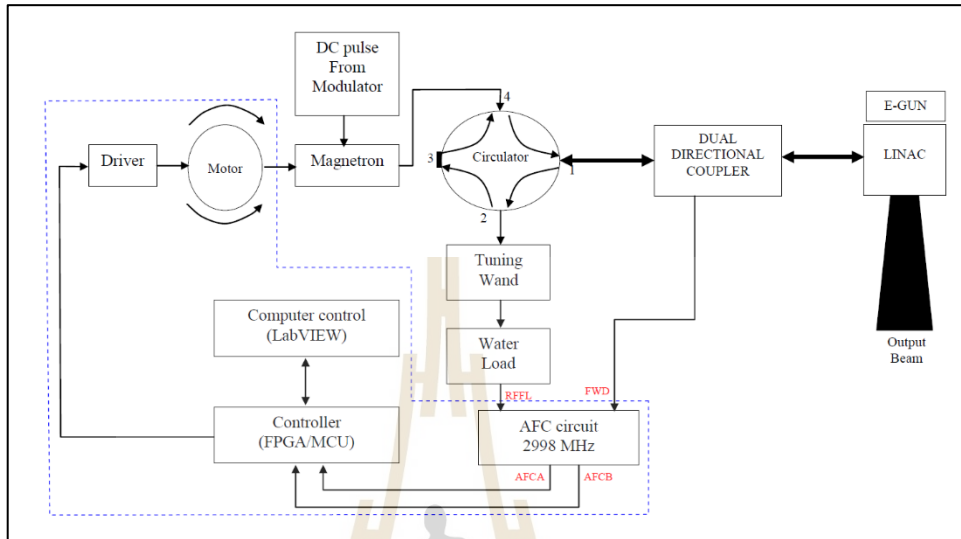 DC pulse
From
Modulator
4
E-GUN
Driver
Motor
Magnetron
3
Circulator
1
DUAL
DIRECTIONAL
COUPLER
LINAC
2
Tuning
Wand
Computer control
(LabVIEW)
Water
Load
Output
Beam
RFFL
FWD
Controller
(FPGA/MCU)
AFC circuit
2998 MHz
AFCA
AFCB